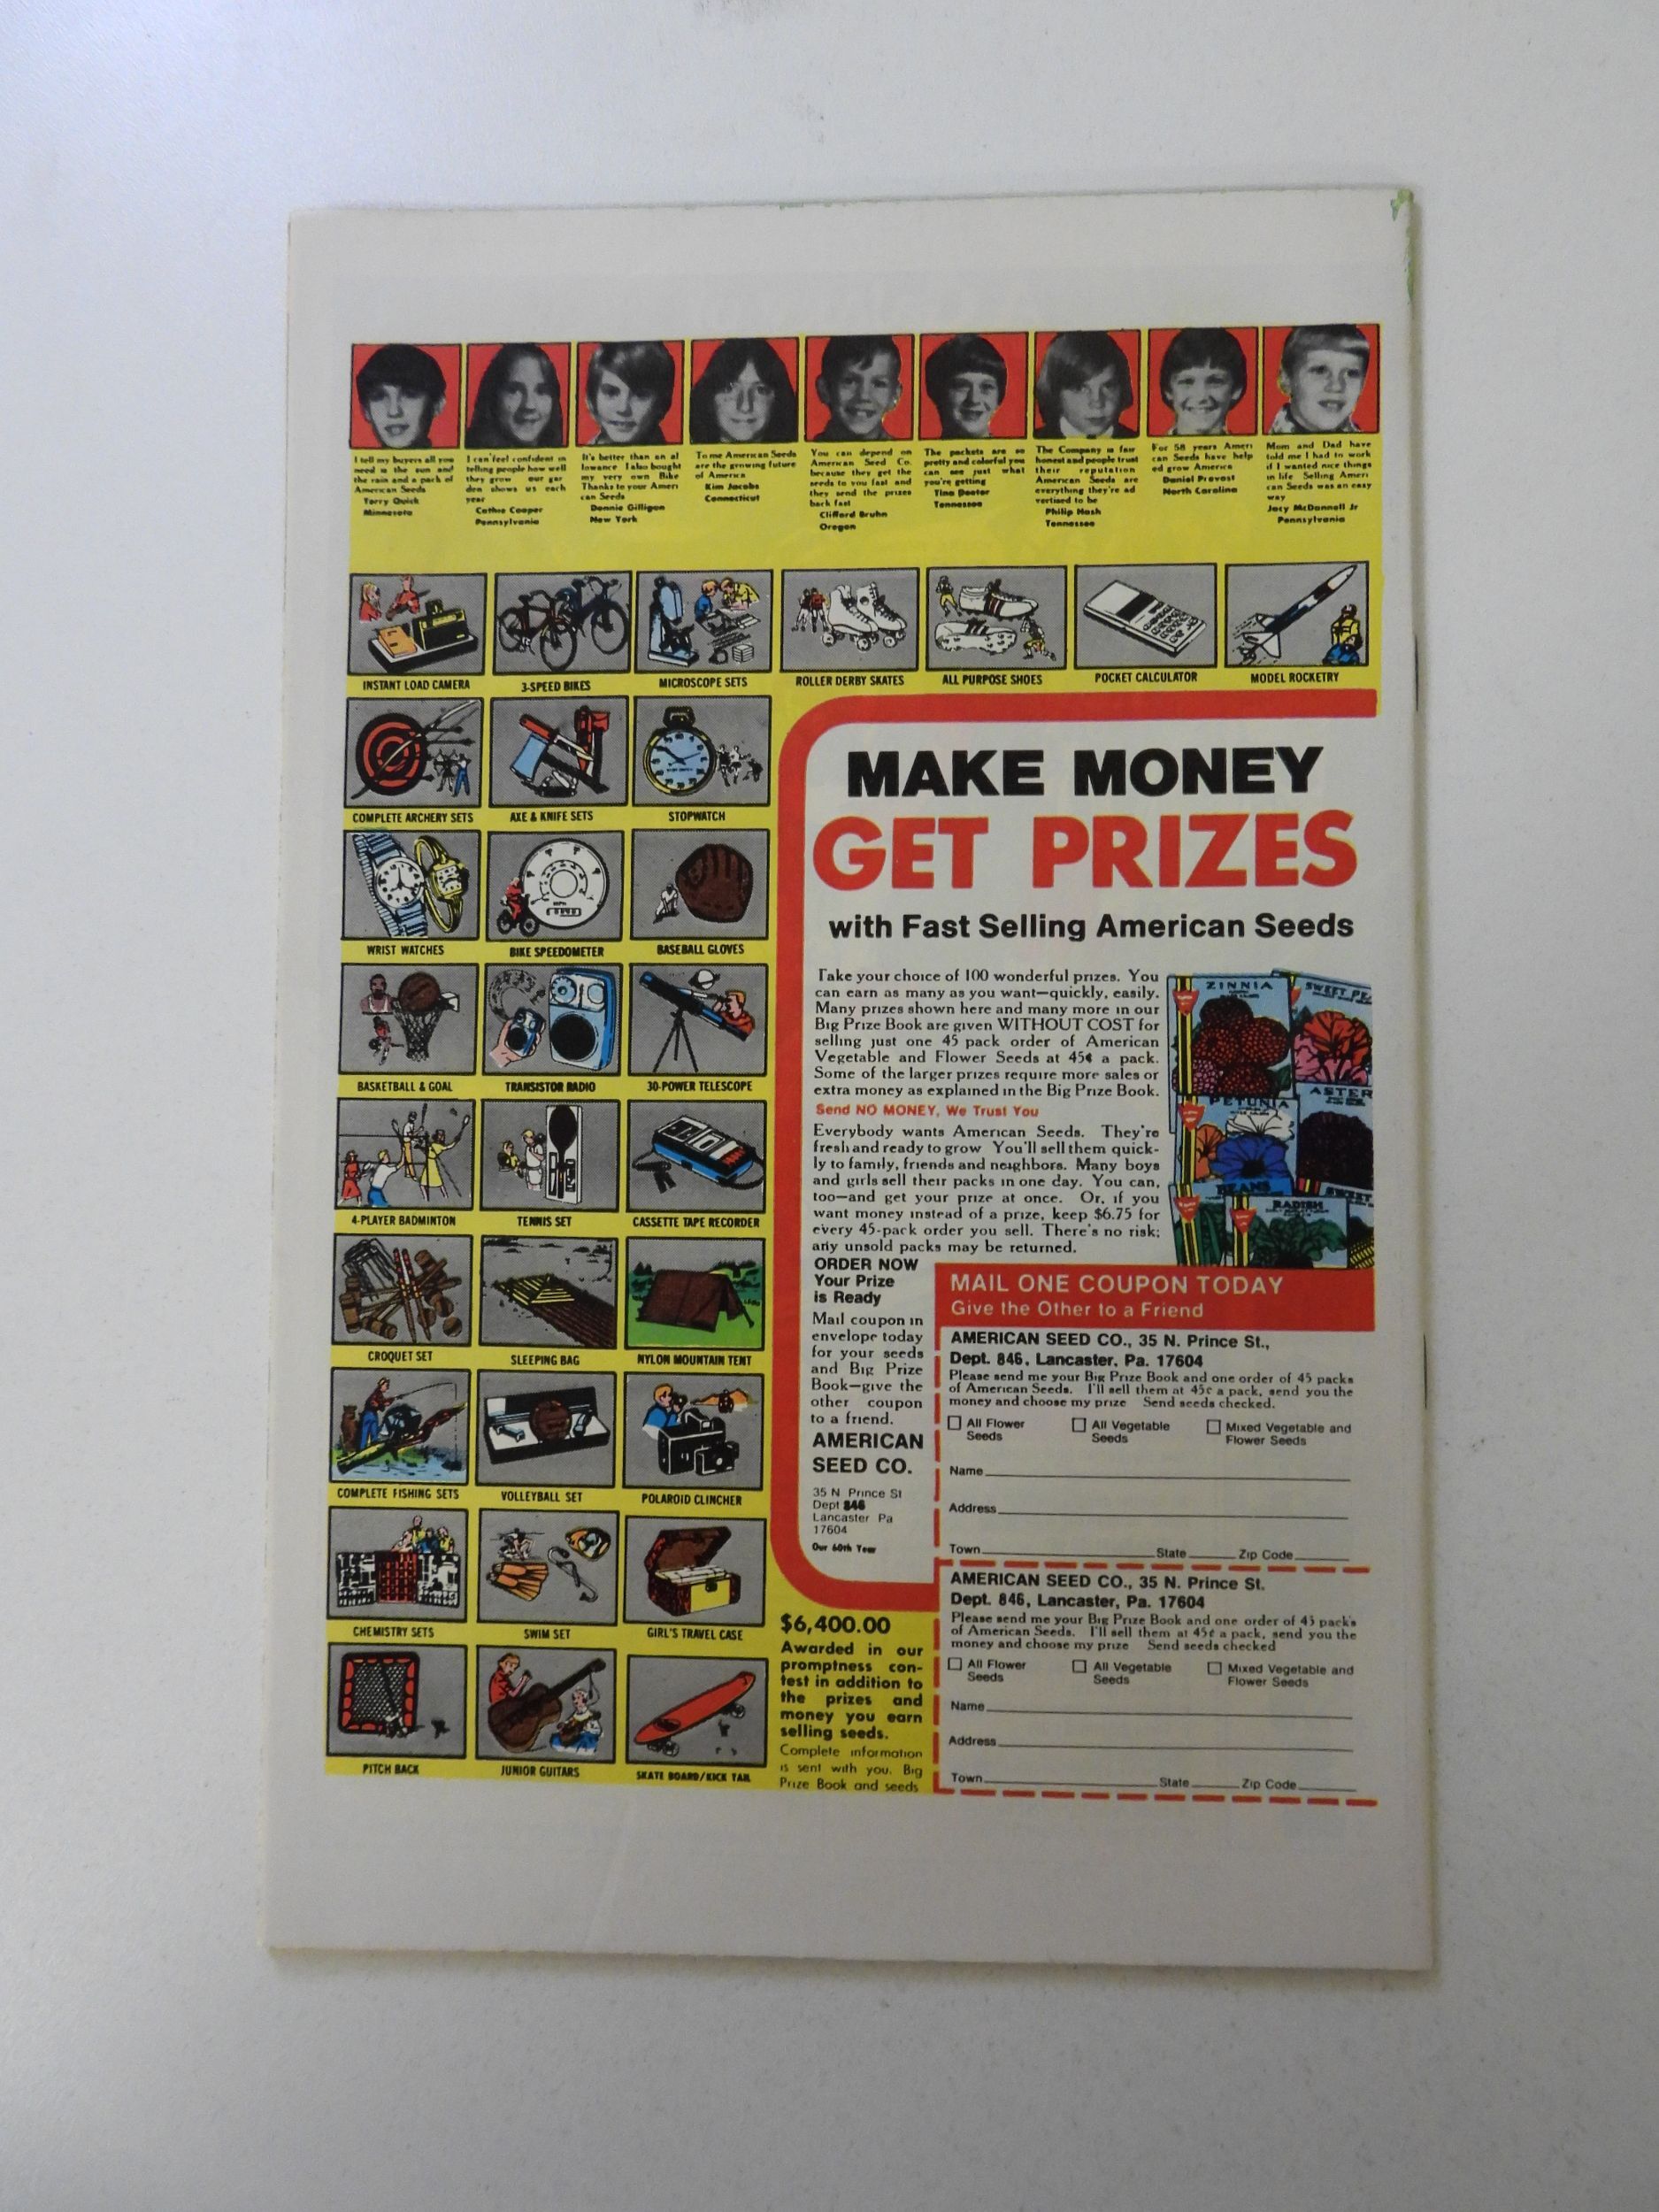 I tell my buyers all you
need is the sun and
the rain and a pack of
American Seeds
Terry Quick
Minnesota
I can feel confident in
telling people how well
they grow our gar
den shows us each
year
Cathie Cooper
Pennsylvania
It's better than an al
lowance I also bought
my very own Bike
Thanks to your Ameri
can Seeds
Donnie Gilligan
New York
To me American Seeds
are the growing future
of America
Kim Jacobs
Connecticut
You can depend on
American Seed Co.
because they get the
seeds to you fast and
they send the prizes
back fast
Clifford Bruhn
Oregon
The packets are so
pretty and colorful you
can see just what
you're getting
Tina
Tennessee
The Company is fair
honest and people trust
their reputation
American Seeds are
everything they're ad
vertised to be
Philip Nash
Tennessee
For 58 years Ameri
can Seeds have help
ed grow America
Daniel Provost
North Carolina
Mom and Dad have
told me I had to work
if I wanted nice things
in life Selling Ameri
can Seeds was an easy
way
Jacy McDonnell Jr
Pennsylvania
INSTANT LOAD CAMERA
3-SPEED BIKES
MICROSCOPE SETS
ROLLER DERBY SKATES
ALL PURPOSE SHOES
POCKET CALCULATOR
MODEL ROCKETRY
COMPLETE ARCHERY SETS
AXE & KNIFE SETS
STOPWATCH
WRIST WATCHES
BIKE SPEEDOMETER
BASEBALL GLOVES
BASKETBALL & GOAL
TRANSISTOR RADIO
30-POWER TELESCOPE
4-PLAYER BADMINTON
TENNIS SET
CASSETTE TAPE RECORDER
CROQUET SET
SLEEPING BAG
NYLON MOUNTAIN TENT
COMPLETE FISHING SETS
VOLLEYBALL SET
POLAROID CLINCHER
CHEMISTRY SETS
SWIM SET
GIRL'S TRAVEL CASE
PITCH BACK
JUNIOR GUITARS
SKATE BOARD/KICK TAIL
MAKE MONEY
GET PRIZES
with Fast Selling American Seeds
Take your choice of 100 wonderful prizes. You
can earn as many as you want—quickly, easily.
Many prizes shown here and many more in our
Big Prize Book are given WITHOUT COST for
selling just one 45 pack order of American
Vegetable and Flower Seeds at 45¢ a pack.
Some of the larger prizes require more sales or
extra money as explained in the Big Prize Book.
Send NO MONEY, We Trust You
Everybody wants American Seeds. They're
fresh and ready to grow You'll sell them quick-
ly to family, friends and neighbors. Many boys
and girls sell their packs in one day. You can,
too—and get your prize at once. Or, if you
want money instead of a prize, keep $6.75 for
every 45-pack order you sell. There's no risk;
any unsold packs may be returned.
ZINNIA
SWEET PE
PETUNIA
ASTER
BEANS
RADISH
SWEET
ORDER NOW
Your Prize
is Ready
Mail coupon in
envelope today
for your seeds
and Big Prize
Book—give the
other coupon
to a friend.
AMERICAN
SEED CO.
35 N Prince St
Dept 846
Lancaster Pa
17604
Our 60th Year
$6,400.00
Awarded in our
promptness con-
test in addition to
the prizes and
money you earn
selling seeds.
Complete information
is sent with you. Big
Prize Book and seeds
MAIL ONE COUPON TODAY
Give the Other to a Friend
AMERICAN SEED CO., 35 N. Prince St.,
Dept. 846, Lancaster, Pa. 17604
Please send me your Big Prize Book and one order of 45 packs
of American Seeds. I'll sell them at 45¢ a pack, send you the
money and choose my prize Send seeds checked.
All Flower Seeds
All Vegetable Seeds
Mixed Vegetable and Flower Seeds
Name
Address
Town State Zip Code
AMERICAN SEED CO., 35 N. Prince St.
Dept. 846, Lancaster, Pa. 17604
Please send me your Big Prize Book and one order of 45 packs
of American Seeds. I'll sell them at 45¢ a pack, send you the
money and choose my prize Send seeds checked
All Flower Seeds
All Vegetable Seeds
Mixed Vegetable and Flower Seeds
Name
Address
Town State Zip Code